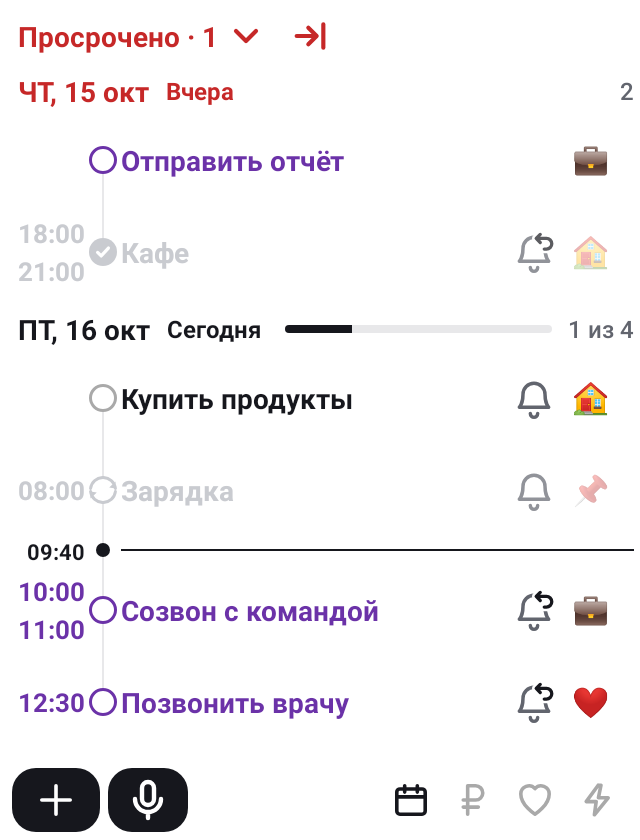 Просрочено · 1
ЧТ, 15 окт Вчера 2
Отправить отчёт
18:00
Кафе
21:00
ПТ, 16 окт Сегодня 1 из 4
Купить продукты
08:00 Зарядка
09:40
10:00
Созвон с командой
11:00
12:30 Позвонить врачу